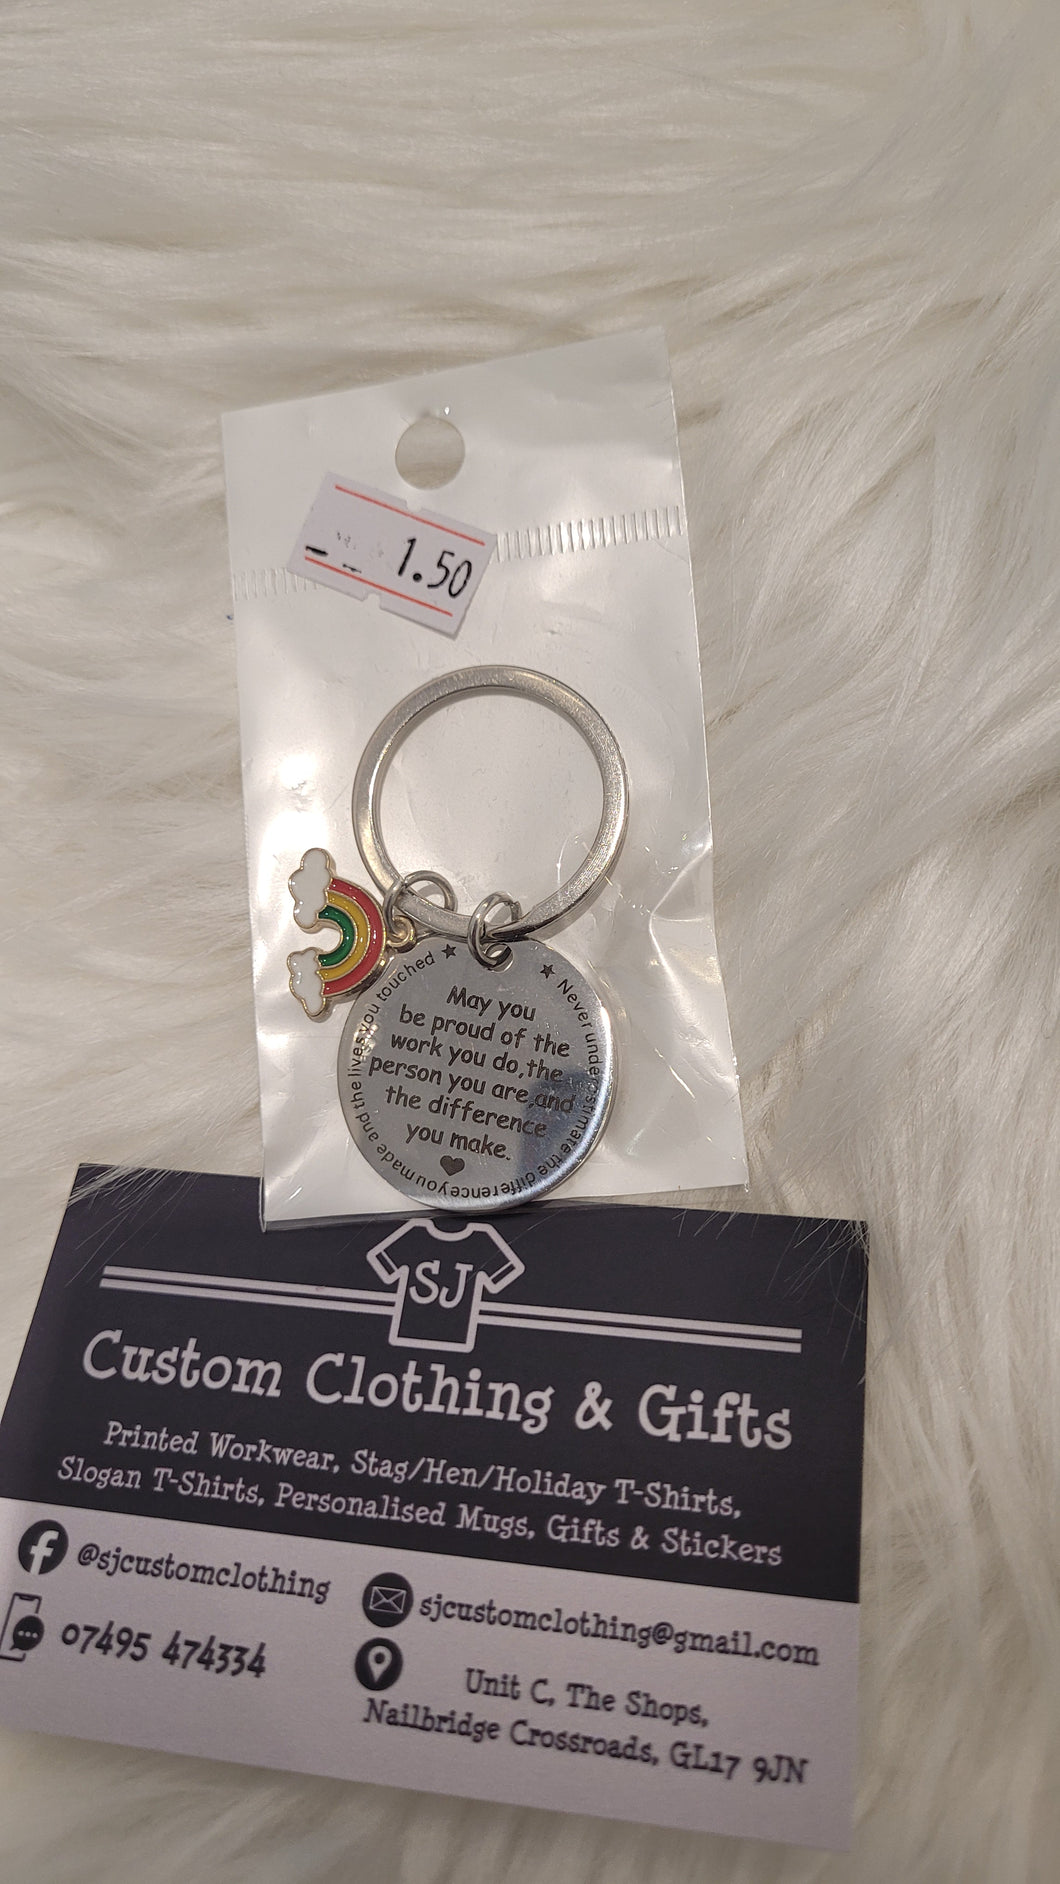 1.50
May you
be proud of the
work you do,the
person you are,and
the difference
you make.
Never underestimate the difference you made and the lives you touched
SJ
Custom Clothing & Gifts
Printed Workwear, Stag/Hen/Holiday T-Shirts,
Slogan T-Shirts, Personalised Mugs, Gifts & Stickers
@sjcustomclothing
07495 474334
sjcustomclothing@gmail.com
Unit C, The Shops,
Nailbridge Crossroads, GL17 9JN